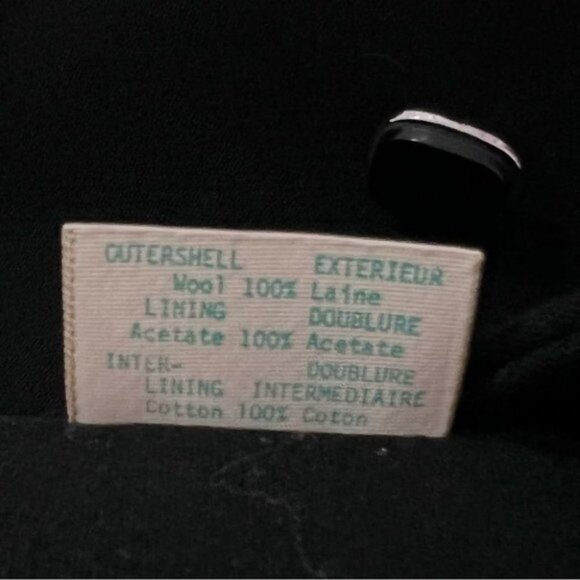 OUTERSHELL EXTERIEUR
Wool 100% Laine
LINING DOUBLURE
Acetate 100% Acetate
INTER- DOUBLURE
LINING INTERMEDIAIRE
Cotton 100% Coton